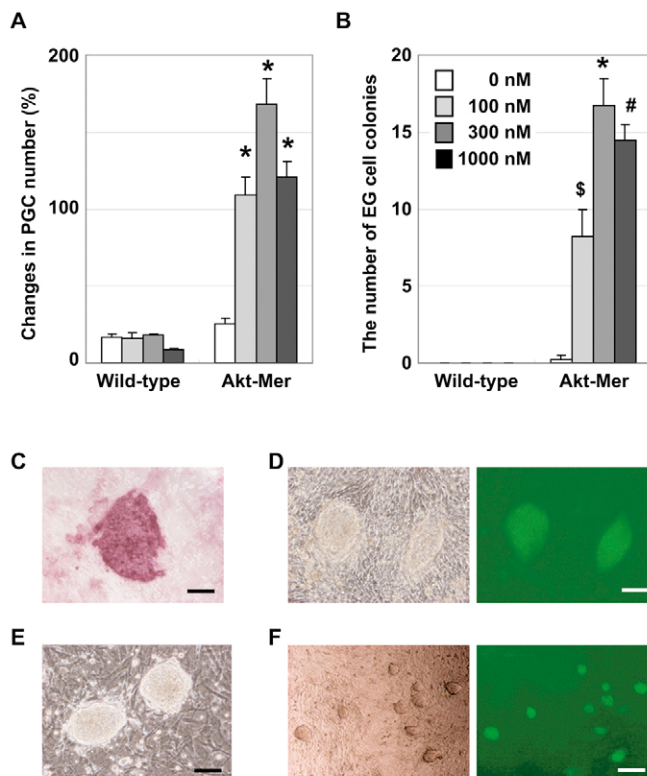 A
Changes in PGC number (%)
200
100
0
*
*
*
Wild-type
Akt-Mer
B
The number of EG cell colonies
20
15
10
5
0
0 nM
100 nM
300 nM
1000 nM
$
*
#
Wild-type
Akt-Mer
C
D
E
F